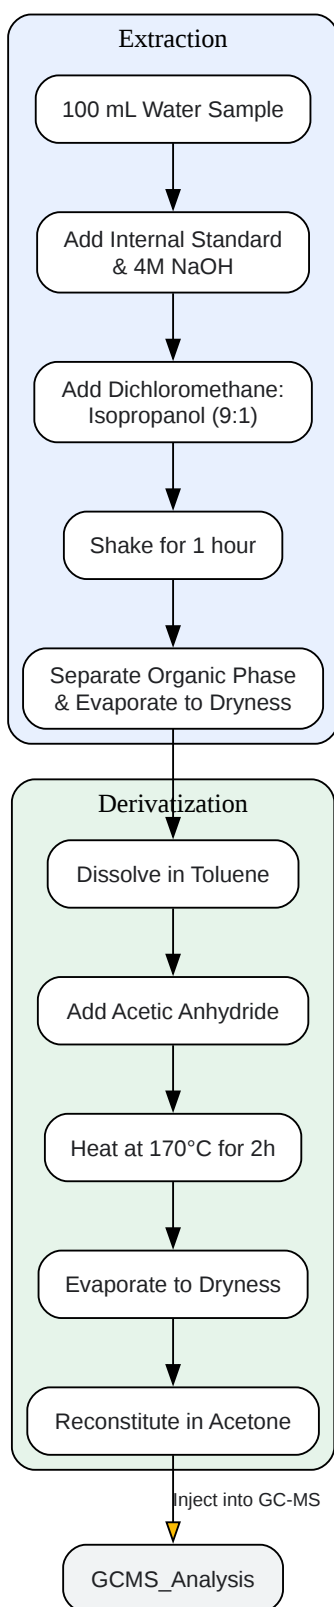 Extraction
100 mL Water Sample
Add Internal Standard
& 4M NaOH
Add Dichloromethane:
Isopropanol (9:1)
Shake for 1 hour
Separate Organic Phase
& Evaporate to Dryness
Derivatization
Dissolve in Toluene
Add Acetic Anhydride
Heat at 170°C for 2h
Evaporate to Dryness
Reconstitute in Acetone
Inject into GC-MS
GCMS_Analysis